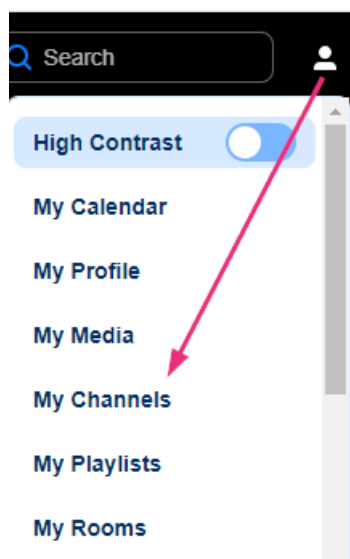 Search
High Contrast
My Calendar
My Profile
My Media
My Channels
My Playlists
My Rooms